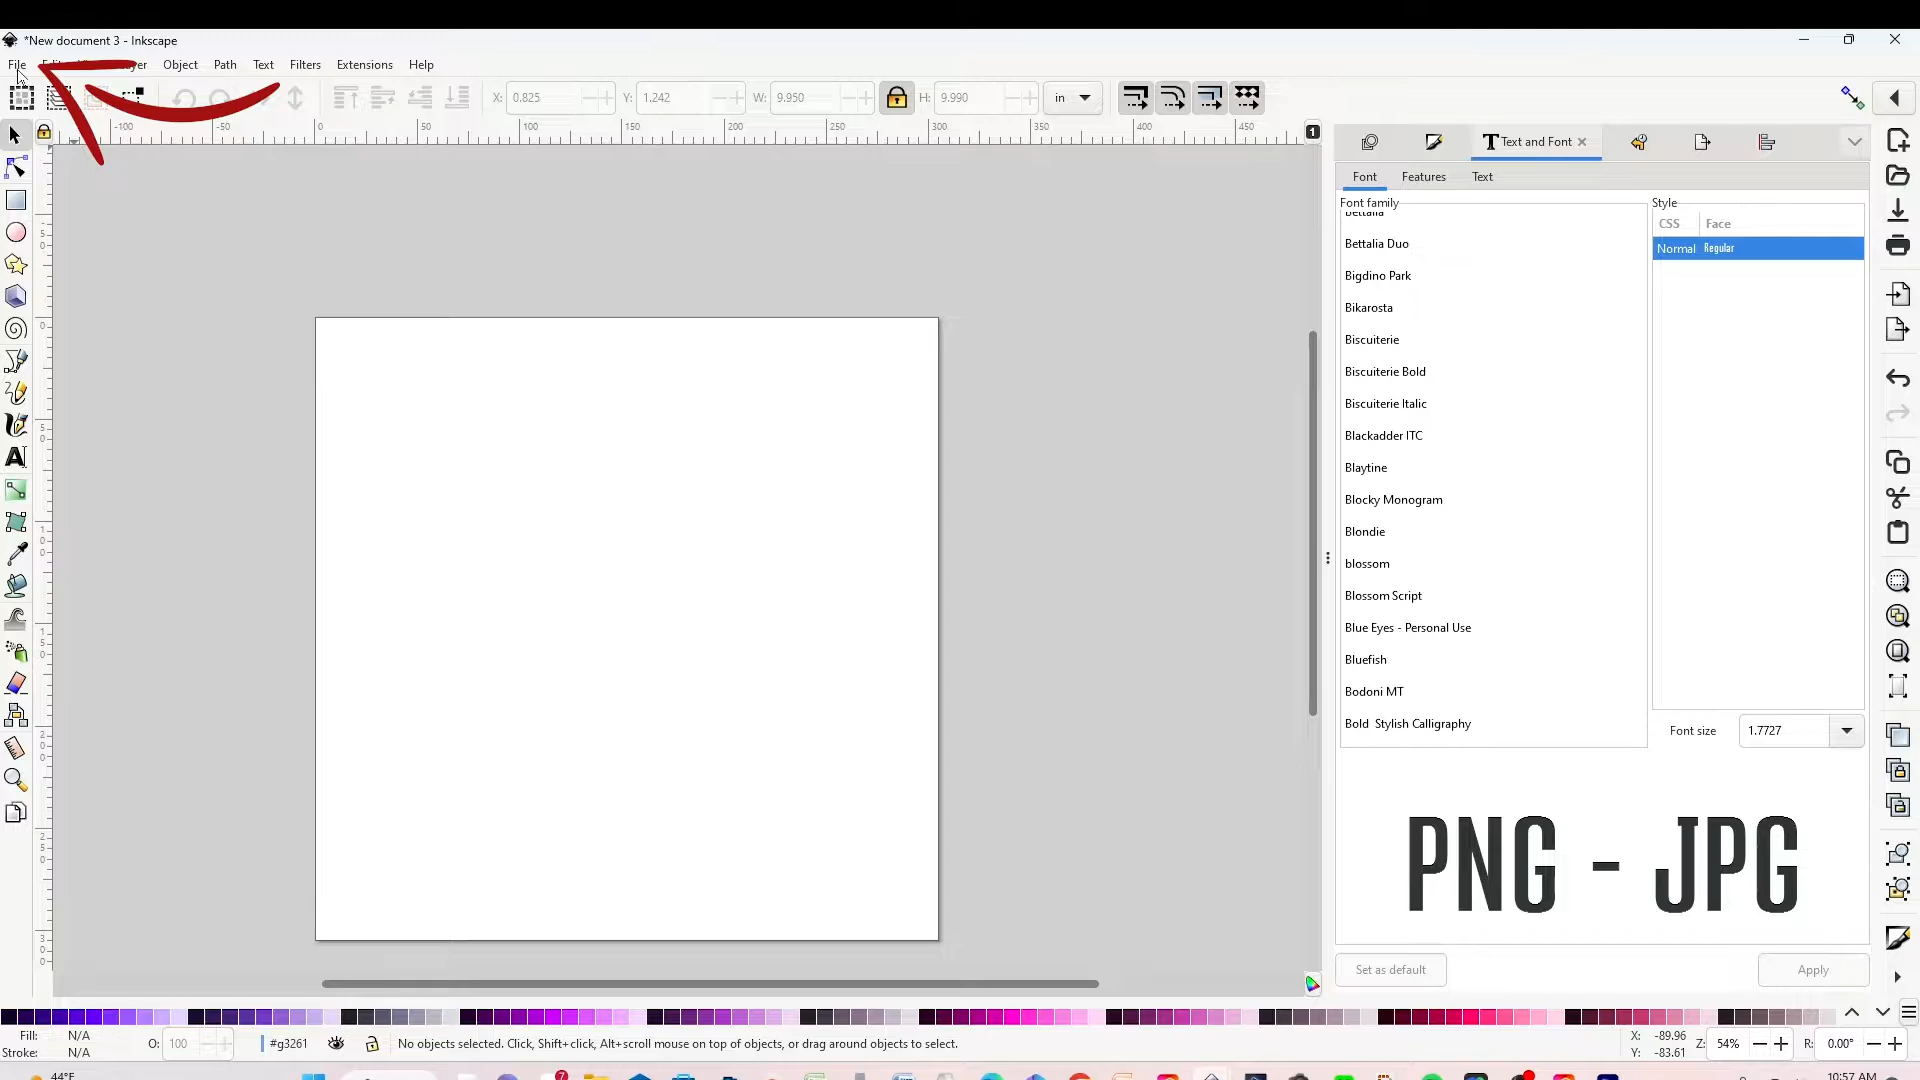 *New document 3 - Inkscape
File Object Path Text Filters Extensions Help
X: 0.825 Y: 1.242 W: 9.950 H: 9.990 in
-100 -50 0 50 100 150 200 250 300 350 400 450
1
Text and Font
Font Features Text
Font family
Style
Bettalia
CSS Face
Bettalia Duo
Normal Regular
Bigdino Park
Bikarosta
Biscuiterie
Biscuiterie Bold
Biscuiterie Italic
Blackadder ITC
Blaytine
Blocky Monogram
Blondie
blossom
Blossom Script
Blue Eyes - Personal Use
Bluefish
Bodoni MT
Bold Stylish Calligraphy
Font size 1.7727
PNG - JPG
Set as default Apply
Fill: N/A
Stroke: N/A
O: 100
#g3261
No objects selected. Click, Shift+click, Alt+scroll mouse on top of objects, or drag around objects to select.
X: -89.96
Y: -83.61
Z: 54%
R: 0.00°
44°F
7
10:57 AM